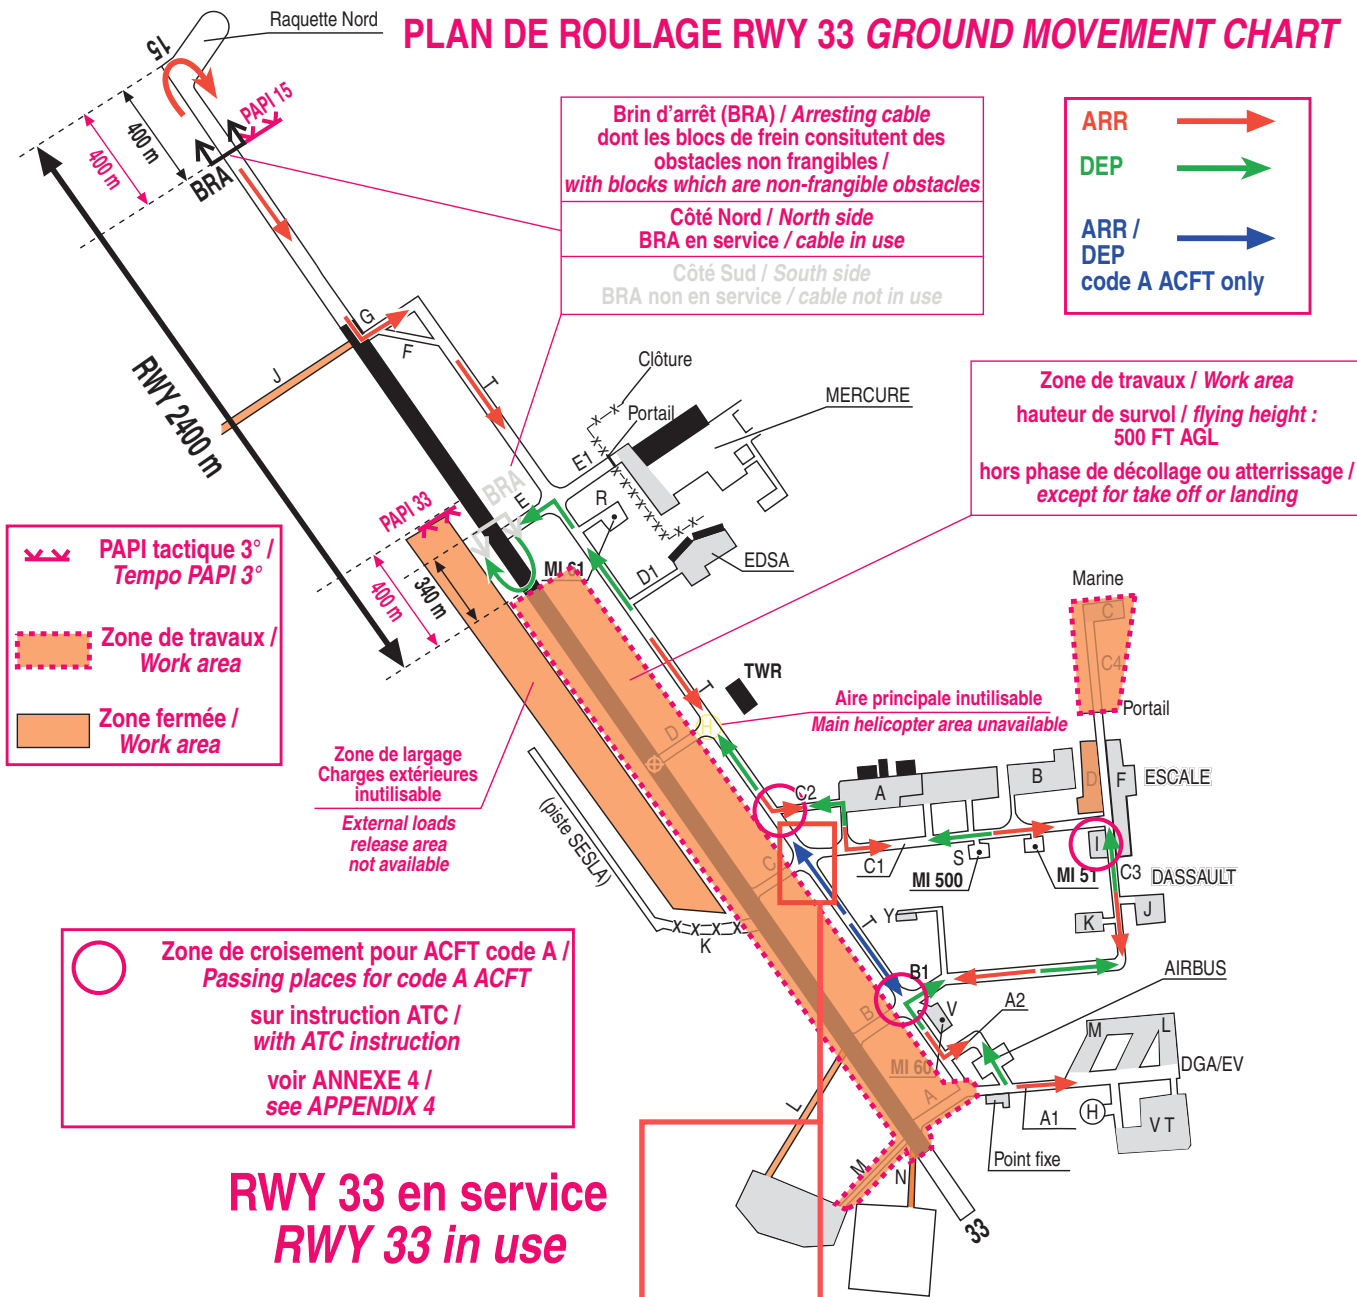 Raquette Nord
PLAN DE ROULAGE RWY 33 GROUND MOVEMENT CHART
15
PAPI 15
400 m
400 m
BRA
Brin d'arrêt (BRA) / Arresting cable
dont les blocs de frein consitutent des
obstacles non frangibles /
with blocks which are non-frangible obstacles
Côté Nord / North side
BRA en service / cable in use
Côté Sud / South side
BRA non en service / cable not in use
ARR
DEP
ARR /
DEP
code A ACFT only
G
F
J
T
RWY 2400 m
Clôture
Portail
MERCURE
E1
R
BRA
E
PAPI 33
MI 61
D1
EDSA
400 m
340 m
Zone de travaux / Work area
hauteur de survol / flying height :
500 FT AGL
hors phase de décollage ou atterrissage /
except for take off or landing
PAPI tactique 3° /
Tempo PAPI 3°
Zone de travaux /
Work area
Zone fermée /
Work area
Marine
C
C4
Portail
TWR
T
H
D
Aire principale inutilisable
Main helicopter area unavailable
Zone de largage
Charges extérieures
inutilisable
External loads
release area
not available
(piste SESLA)
K
C2
A
B
D
F
ESCALE
C
C1
S
MI 500
MI 51
I
C3
DASSAULT
J
K
Y
T
B1
AIRBUS
A2
V
B
MI 60
M
L
DGA/EV
A
A1
H
V T
Point fixe
L
M
N
33
Zone de croisement pour ACFT code A /
Passing places for code A ACFT
sur instruction ATC /
with ATC instruction
voir ANNEXE 4 /
see APPENDIX 4
RWY 33 en service
RWY 33 in use